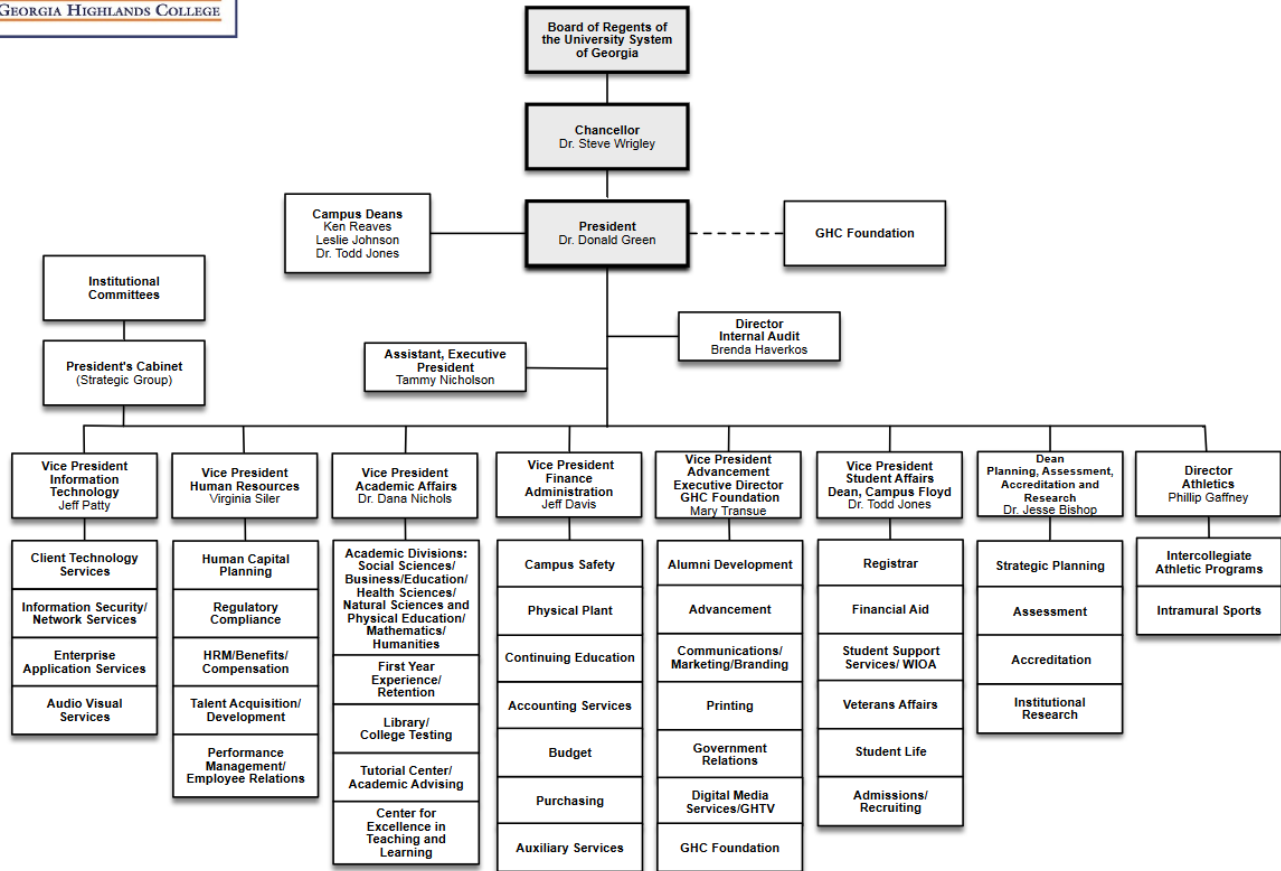 GEORGIA HIGHLANDS COLLEGE
Board of Regents of
the University System
of Georgia
Chancellor
Dr. Steve Wrigley
Campus Deans
Ken Reaves
Leslie Johnson
Dr. Todd Jones
President
Dr. Donald Green
GHC Foundation
Institutional
Committees
Director
Internal Audit
Brenda Haverkos
President's Cabinet
(Strategic Group)
Assistant, Executive
President
Tammy Nicholson
Vice President
Information
Technology
Jeff Patty
Vice President
Human Resources
Virginia Siler
Vice President
Academic Affairs
Dr. Dana Nichols
Vice President
Finance
Administration
Jeff Davis
Vice President
Advancement
Executive Director
GHC Foundation
Mary Transue
Vice President
Student Affairs
Dean, Campus Floyd
Dr. Todd Jones
Dean
Planning, Assessment,
Accreditation and
Research
Dr. Jesse Bishop
Director
Athletics
Phillip Gaffney
Client Technology
Services
Information Security/
Network Services
Enterprise
Application Services
Audio Visual
Services
Human Capital
Planning
Regulatory
Compliance
HRM/Benefits/
Compensation
Talent Acquisition/
Development
Performance
Management/
Employee Relations
Academic Divisions:
Social Sciences/
Business/Education/
Health Sciences/
Natural Sciences and
Physical Education/
Mathematics/
Humanities
First Year
Experience/
Retention
Library/
College Testing
Tutorial Center/
Academic Advising
Center for
Excellence in
Teaching and
Learning
Campus Safety
Physical Plant
Continuing Education
Accounting Services
Budget
Purchasing
Auxiliary Services
Alumni Development
Advancement
Communications/
Marketing/Branding
Printing
Government
Relations
Digital Media
Services/GHTV
GHC Foundation
Registrar
Financial Aid
Student Support
Services/ WIOA
Veterans Affairs
Student Life
Admissions/
Recruiting
Strategic Planning
Assessment
Accreditation
Institutional
Research
Intercollegiate
Athletic Programs
Intramural Sports